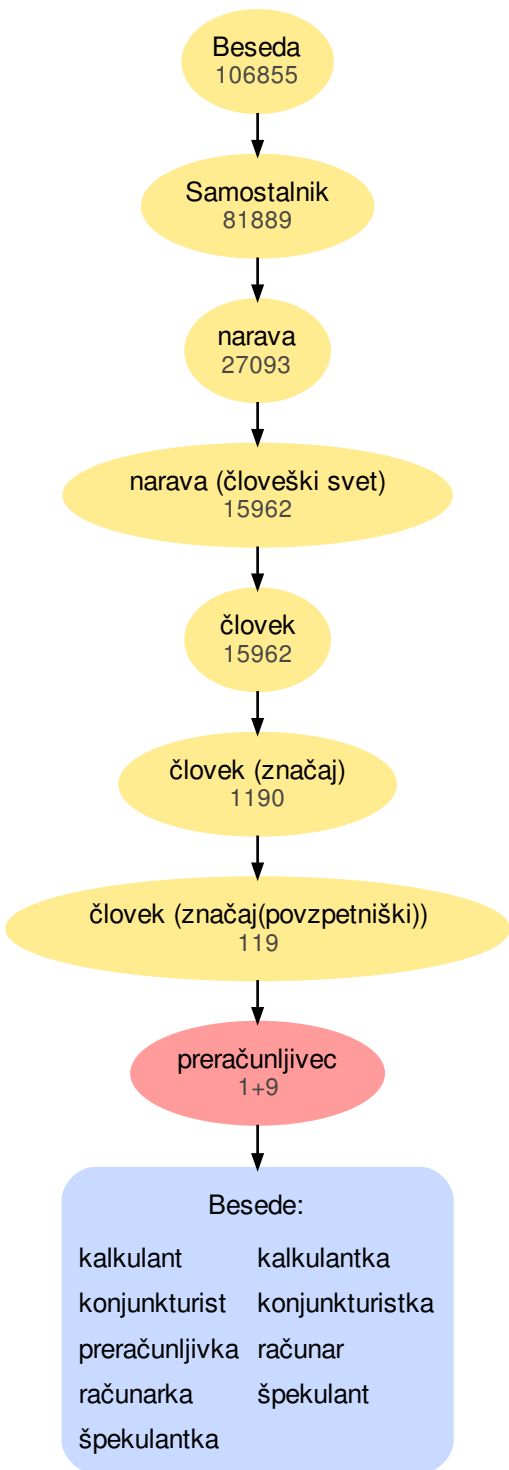 Beseda
106855
Samostalnik
81889
narava
27093
narava (človeški svet)
15962
človek
15962
človek (značaj)
1190
človek (značaj(povzpetniški))
119
preračunljivec
1+9
Besede:
kalkulant kalkulantka
konjunkturist konjunkturistka
preračunljivka računar
računarka špekulant
špekulantka